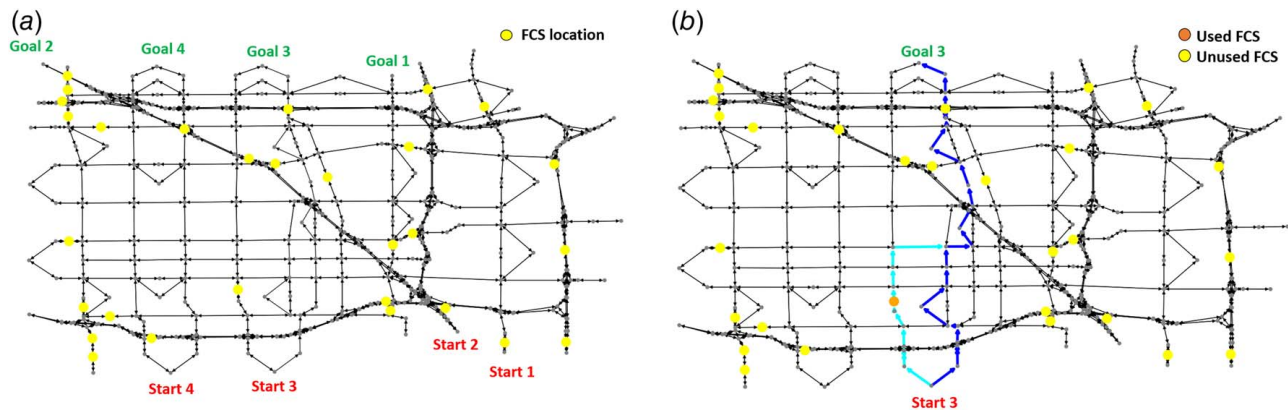 (a)
FCS location
Goal 2
Goal 4
Goal 3
Goal 1
Start 2
Start 1
Start 4
Start 3
(b)
Used FCS
Unused FCS
Goal 3
Start 3